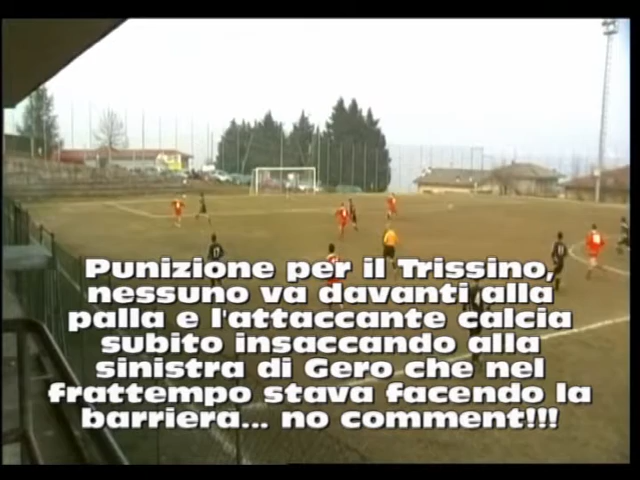 Punizione per il Trissino,
nessuno va davanti alla
palla e l'attaccante calcia
subito insaccando alla
sinistra di Gero che nel
frattempo stava facendo la
barriera... no comment!!!